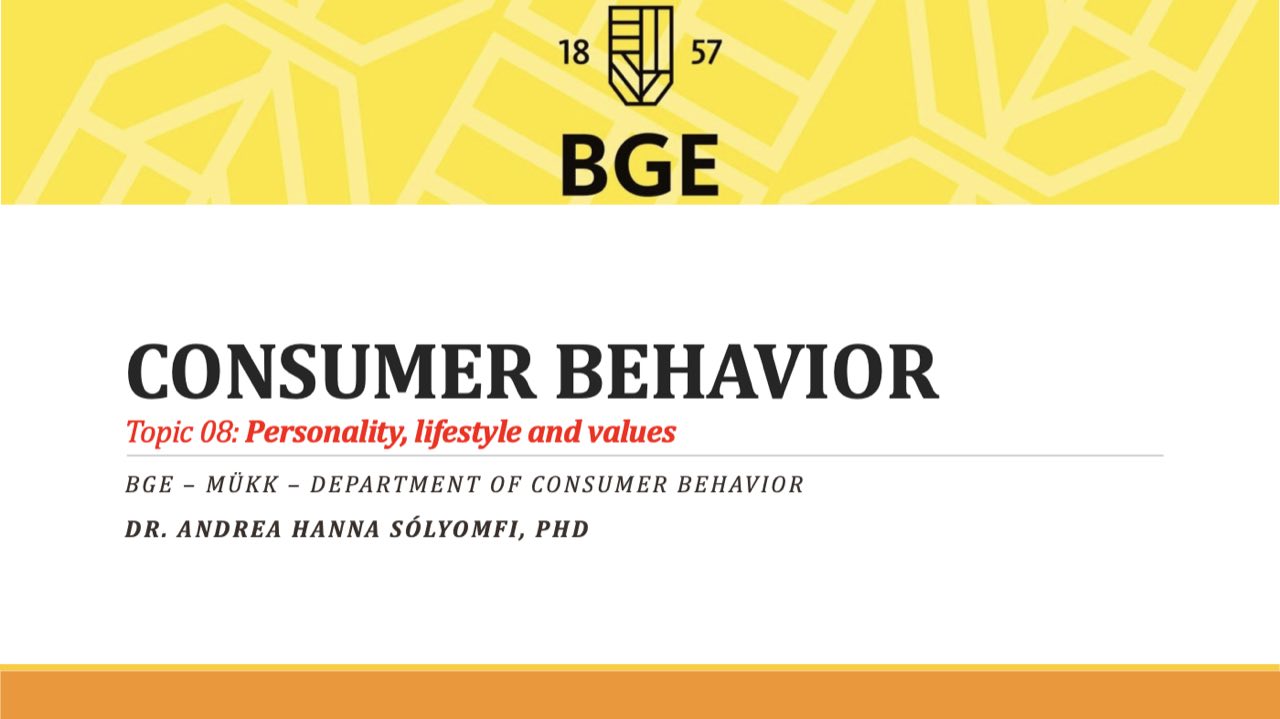 18 57
BGE
CONSUMER BEHAVIOR
Topic 08: Personality, lifestyle and values
BGE – MÜKK – DEPARTMENT OF CONSUMER BEHAVIOR
DR. ANDREA HANNA SÓLYOMFI, PHD